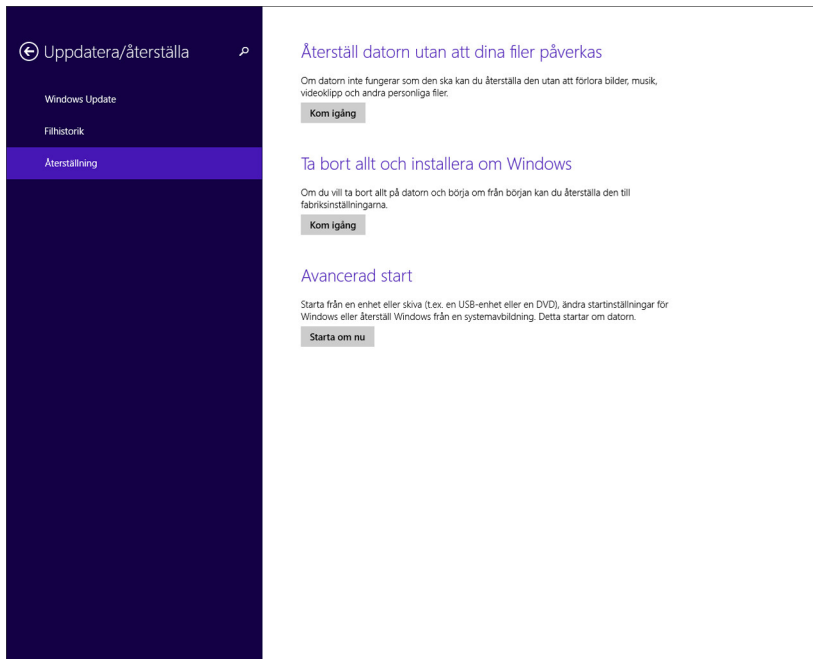 Uppdatera/återställa
Windows Update
Filhistorik
Återställning
Återställ datorn utan att dina filer påverkas
Om datorn inte fungerar som den ska kan du återställa den utan att förlora bilder, musik,
videoklipp och andra personliga filer.
Kom igång
Ta bort allt och installera om Windows
Om du vill ta bort allt på datorn och börja om från början kan du återställa den till
fabriksinställningarna.
Kom igång
Avancerad start
Starta från en enhet eller skiva (t.ex. en USB-enhet eller en DVD), ändra startinställningar för
Windows eller återställ Windows från en systemavbildning. Detta startar om datorn.
Starta om nu